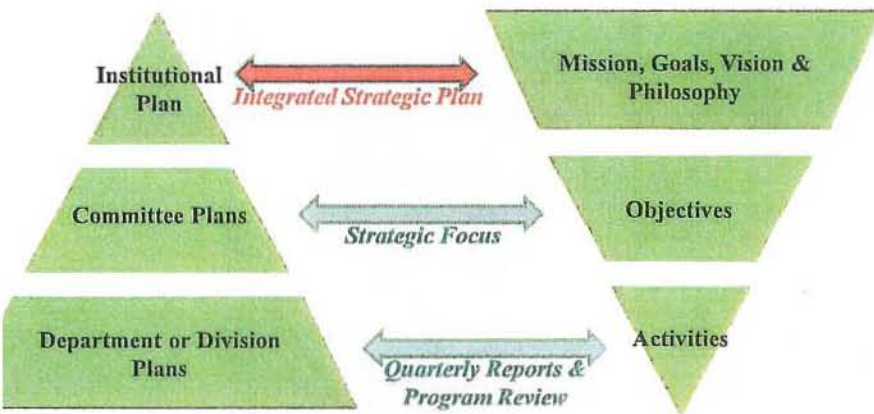 Institutional
Plan
Integrated Strategic Plan
Mission, Goals, Vision &
Philosophy
Committee Plans
Strategic Focus
Objectives
Department or Division
Plans
Quarterly Reports &
Program Review
Activities